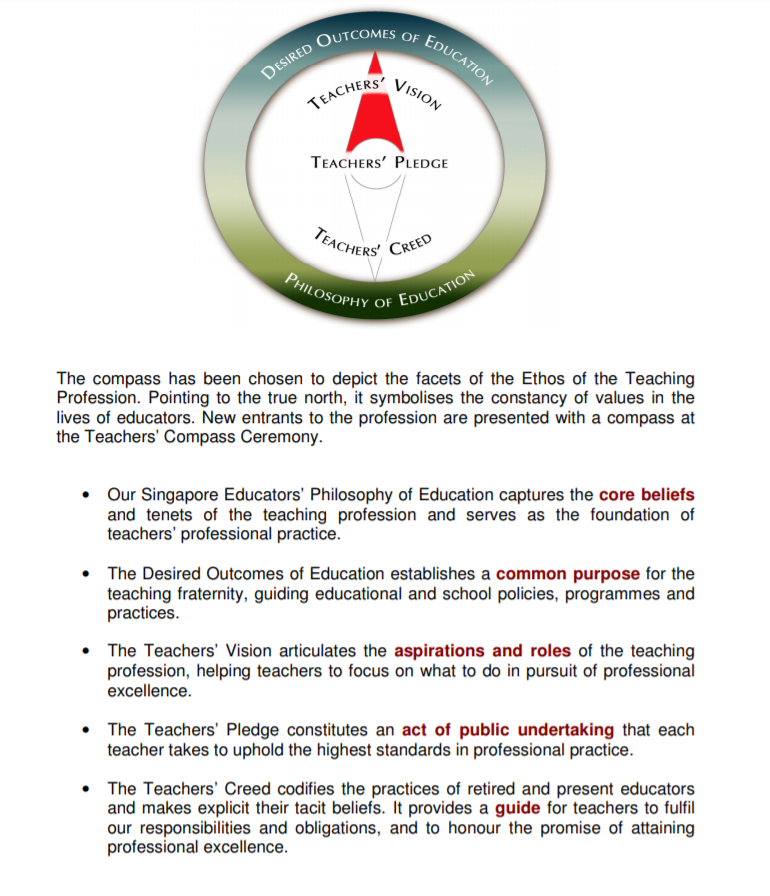 DESIRED OUTCOMES OF EDUCATION
TEACHERS' VISION
TEACHERS' PLEDGE
TEACHERS' CREED
PHILOSOPHY OF EDUCATION
The compass has been chosen to depict the facets of the Ethos of the Teaching
Profession. Pointing to the true north, it symbolises the constancy of values in the
lives of educators. New entrants to the profession are presented with a compass at
the Teachers' Compass Ceremony.
• Our Singapore Educators' Philosophy of Education captures the core beliefs
and tenets of the teaching profession and serves as the foundation of
teachers' professional practice.
• The Desired Outcomes of Education establishes a common purpose for the
teaching fraternity, guiding educational and school policies, programmes and
practices.
• The Teachers' Vision articulates the aspirations and roles of the teaching
profession, helping teachers to focus on what to do in pursuit of professional
excellence.
• The Teachers' Pledge constitutes an act of public undertaking that each
teacher takes to uphold the highest standards in professional practice.
• The Teachers' Creed codifies the practices of retired and present educators
and makes explicit their tacit beliefs. It provides a guide for teachers to fulfil
our responsibilities and obligations, and to honour the promise of attaining
professional excellence.